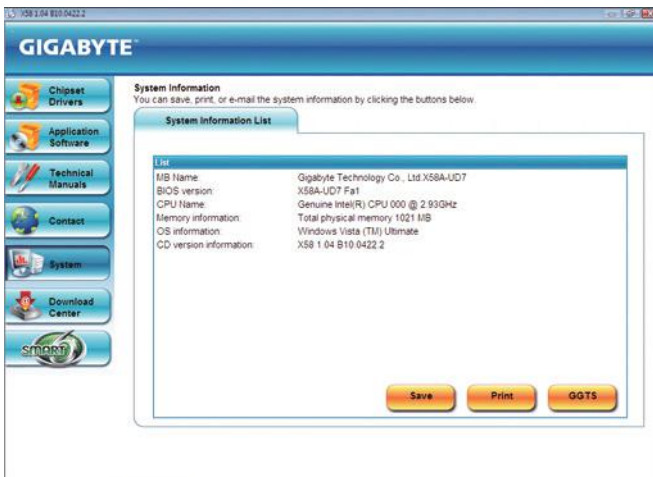 X58 1.04 B10.0422.2
GIGABYTE™
Chipset
Drivers
Application
Software
Technical
Manuals
Contact
System
Download
Center
SMART 6
System Information
You can save, print, or e-mail the system information by clicking the buttons below.
System Information List
List
MB Name: Gigabyte Technology Co., Ltd.X58A-UD7
BIOS version: X58A-UD7 Fa1
CPU Name: Genuine Intel(R) CPU 000 @ 2.93GHz
Memory information: Total physical memory 1021 MB
OS information: Windows Vista (TM) Ultimate
CD version information: X58 1.04 B10.0422.2
Save
Print
GGTS